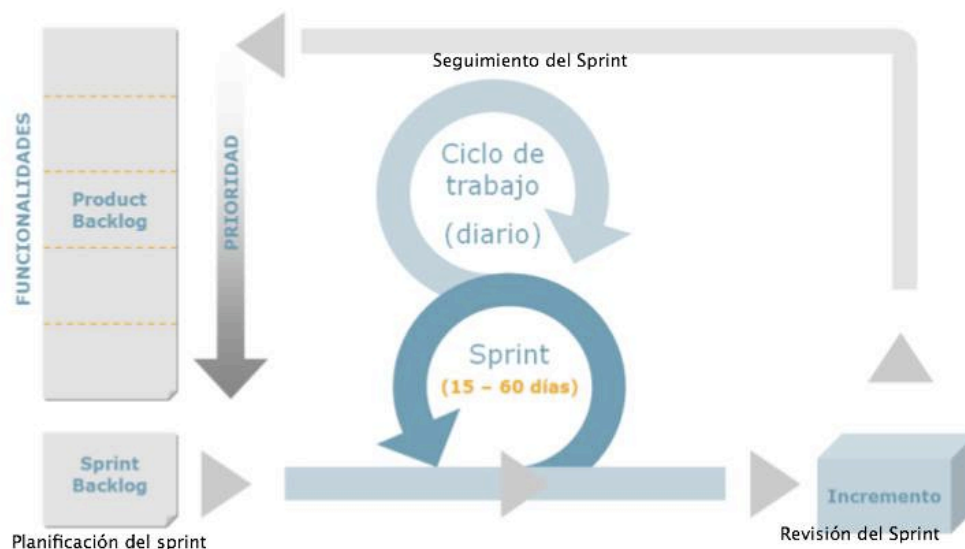 Seguimiento del Sprint
FUNCIONALIDADES
Product
Backlog
PRIORIDAD
Ciclo de
trabajo
(diario)
Sprint
(15 – 60 días)
Sprint
Backlog
Planificación del sprint
Incremento
Revisión del Sprint